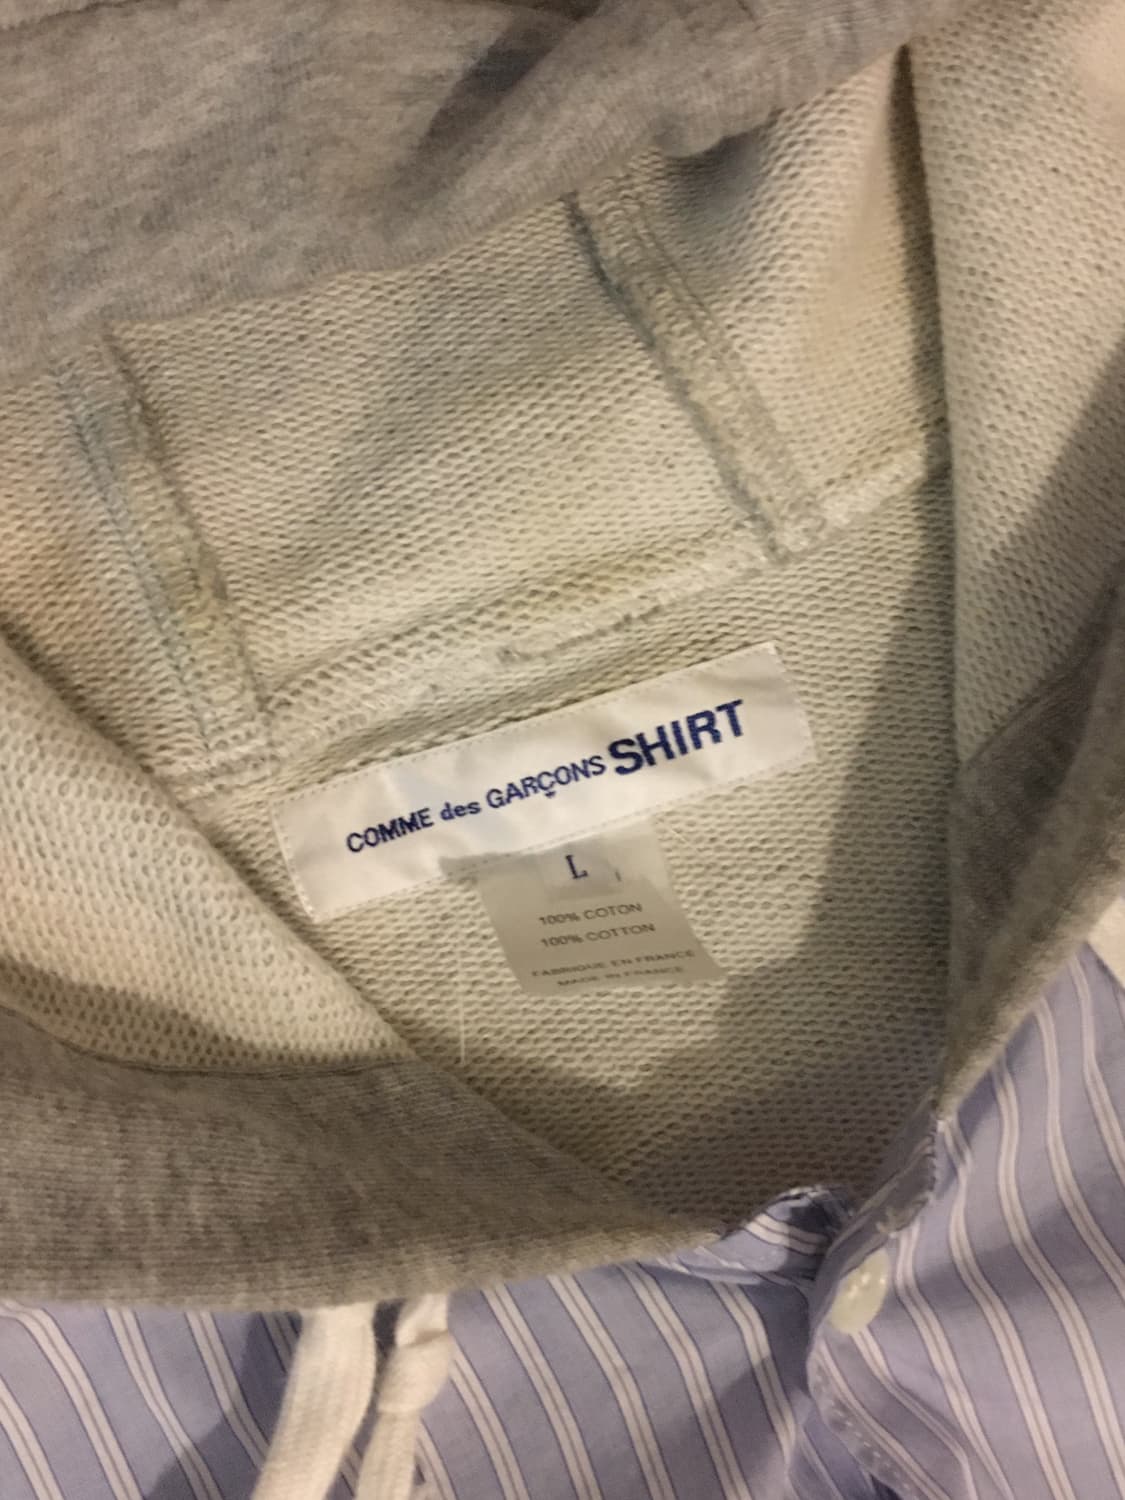 COMME des GARÇONS SHIRT
L
100% COTON
100% COTTON
FABRIQUE EN FRANCE
MADE IN FRANCE